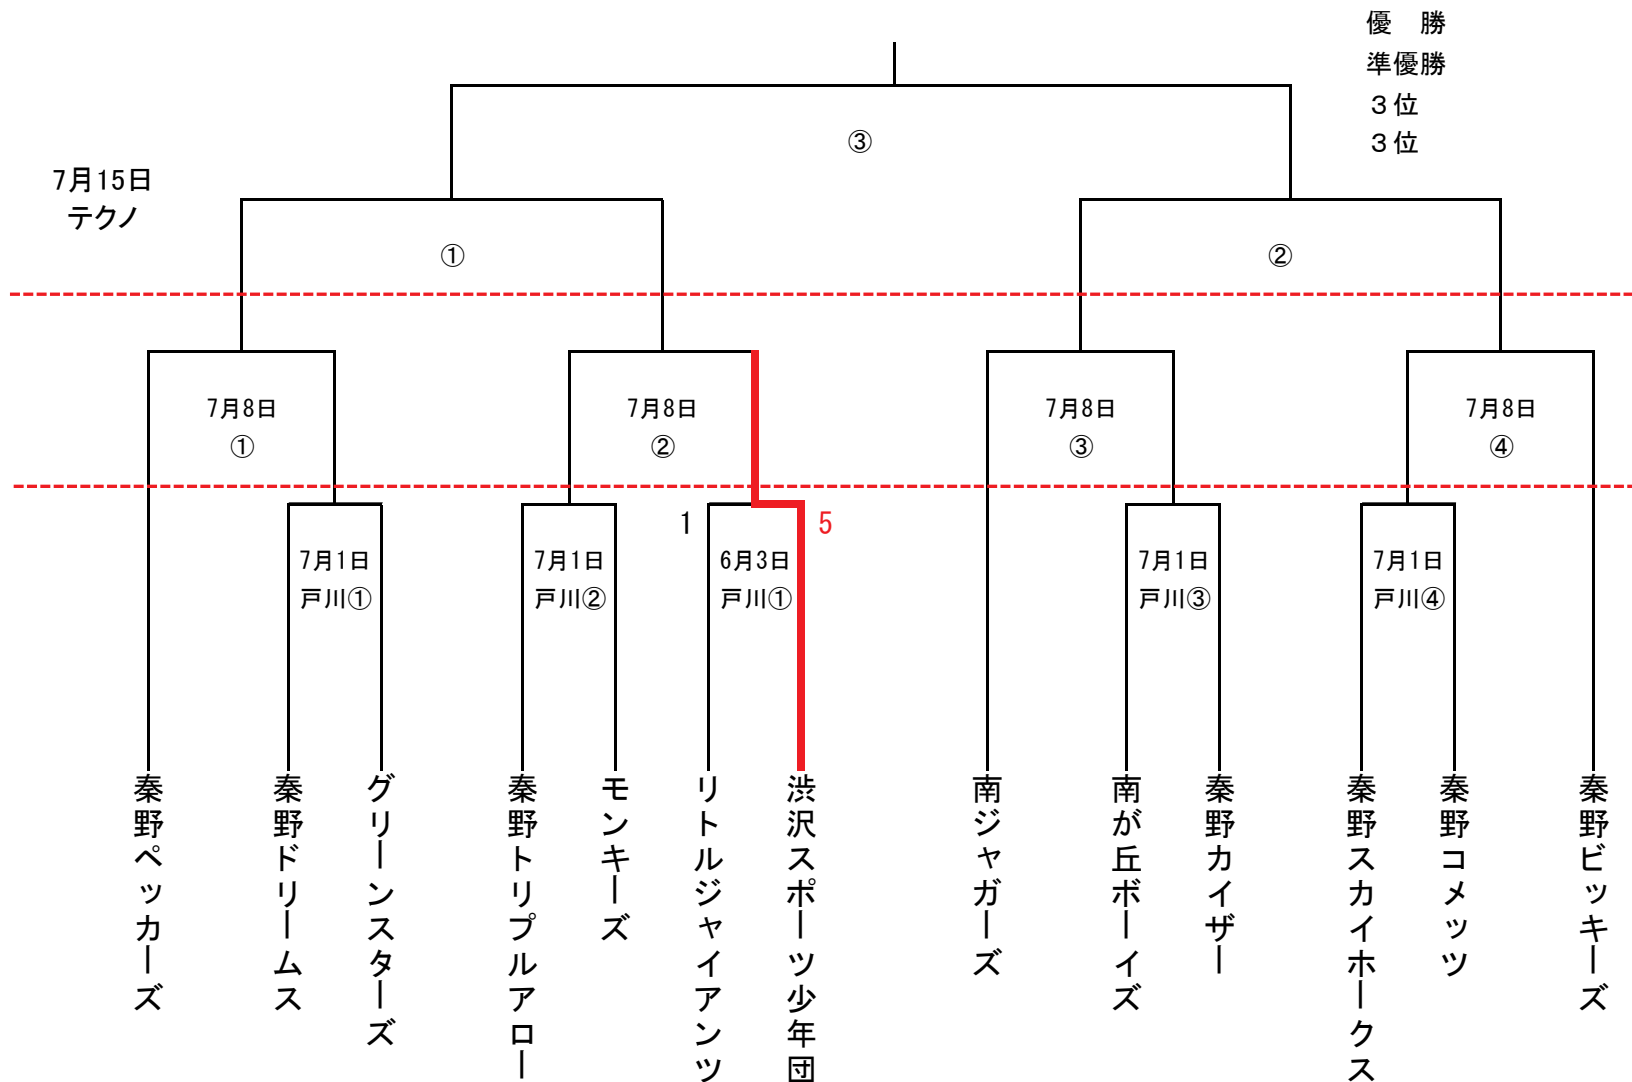 優　勝
準優勝
３位
３位
③
7月15日
テクノ
①
②
7月8日
①
7月8日
②
7月8日
③
7月8日
④
1
5
7月1日
戸川①
7月1日
戸川②
6月3日
戸川①
7月1日
戸川③
7月1日
戸川④
秦野ペッカーズ
秦野ドリームス
グリーンスターズ
秦野トリプルアロー
モンキーズ
リトルジャイアンツ
渋沢スポーツ少年団
南ジャガーズ
南が丘ボーイズ
秦野カイザー
秦野スカイホークス
秦野コメッツ
秦野ビッキーズ